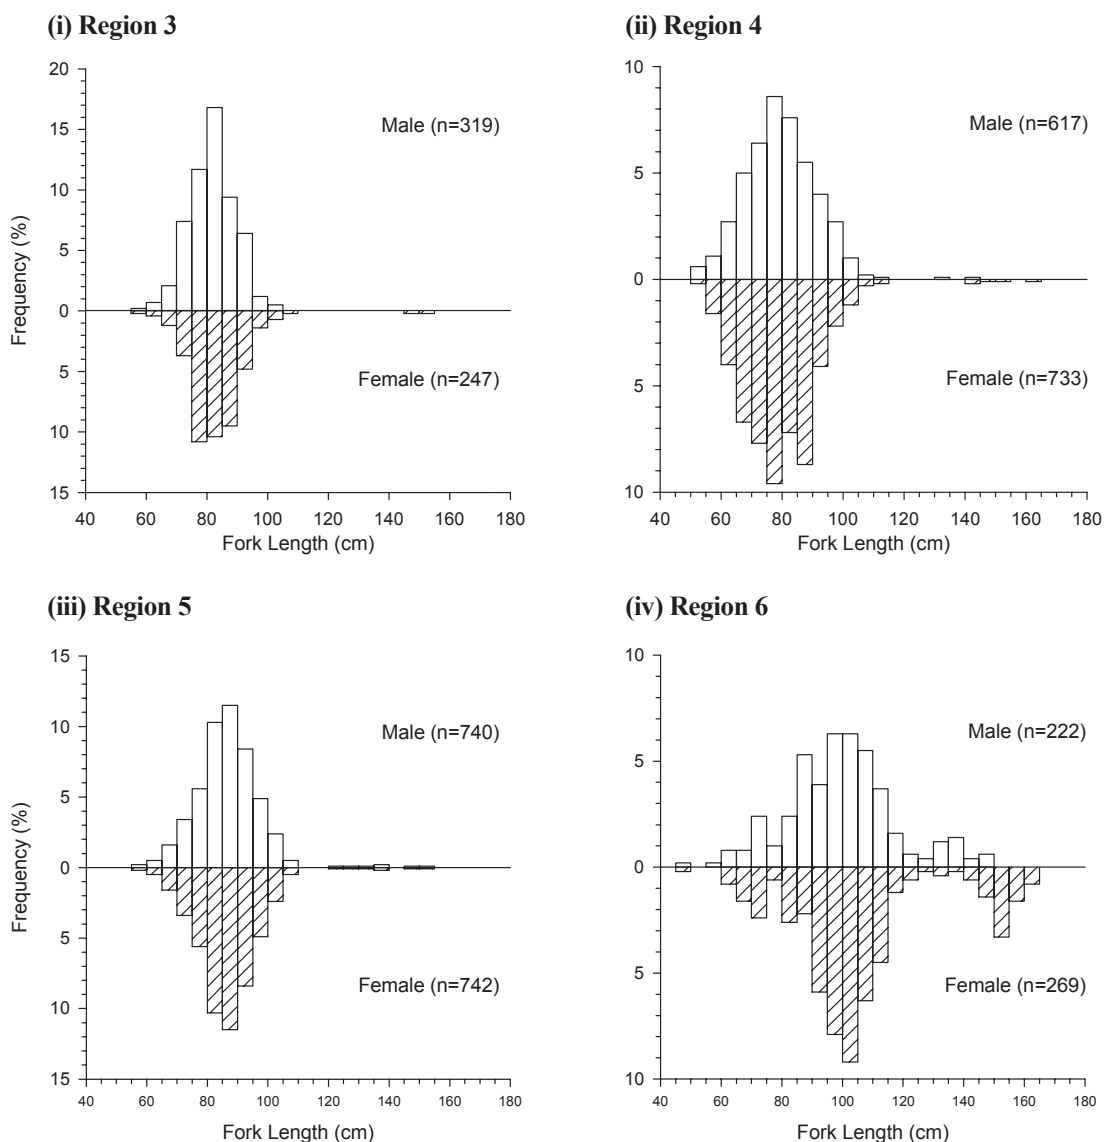 (i) Region 3
20
15
10
5
0
5
10
15
Frequency (%)
Male (n=319)
Female (n=247)
40 60 80 100 120 140 160 180
Fork Length (cm)
(ii) Region 4
10
5
0
5
10
Male (n=617)
Female (n=733)
40 60 80 100 120 140 160 180
Fork Length (cm)
(iii) Region 5
15
10
5
0
5
10
15
Frequency (%)
Male (n=740)
Female (n=742)
40 60 80 100 120 140 160 180
Fork Length (cm)
(iv) Region 6
10
5
0
5
10
Male (n=222)
Female (n=269)
40 60 80 100 120 140 160 180
Fork Length (cm)